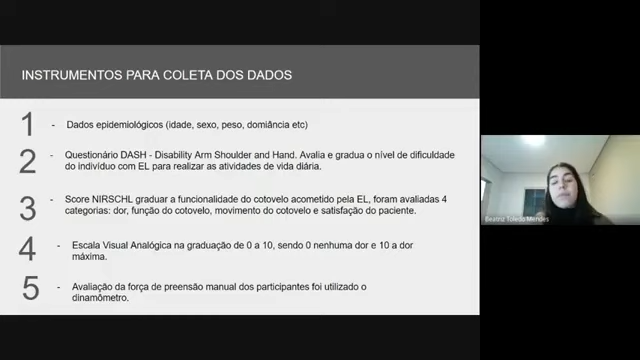 INSTRUMENTOS PARA COLETA DOS DADOS
1 - Dados epidemiológicos (idade, sexo, peso, domiância etc)
2 - Questionário DASH - Disability Arm Shoulder and Hand. Avalia e gradua o nível de dificuldade
do indivíduo com EL para realizar as atividades de vida diária.
3 - Score NIRSCHL graduar a funcionalidade do cotovelo acometido pela EL, foram avaliadas 4
categorias: dor, função do cotovelo, movimento do cotovelo e satisfação do paciente.
4 - Escala Visual Analógica na graduação de 0 a 10, sendo 0 nenhuma dor e 10 a dor
máxima.
5 - Avaliação da força de preensão manual dos participantes foi utilizado o
dinamômetro.
Beatriz Toledo Mendes